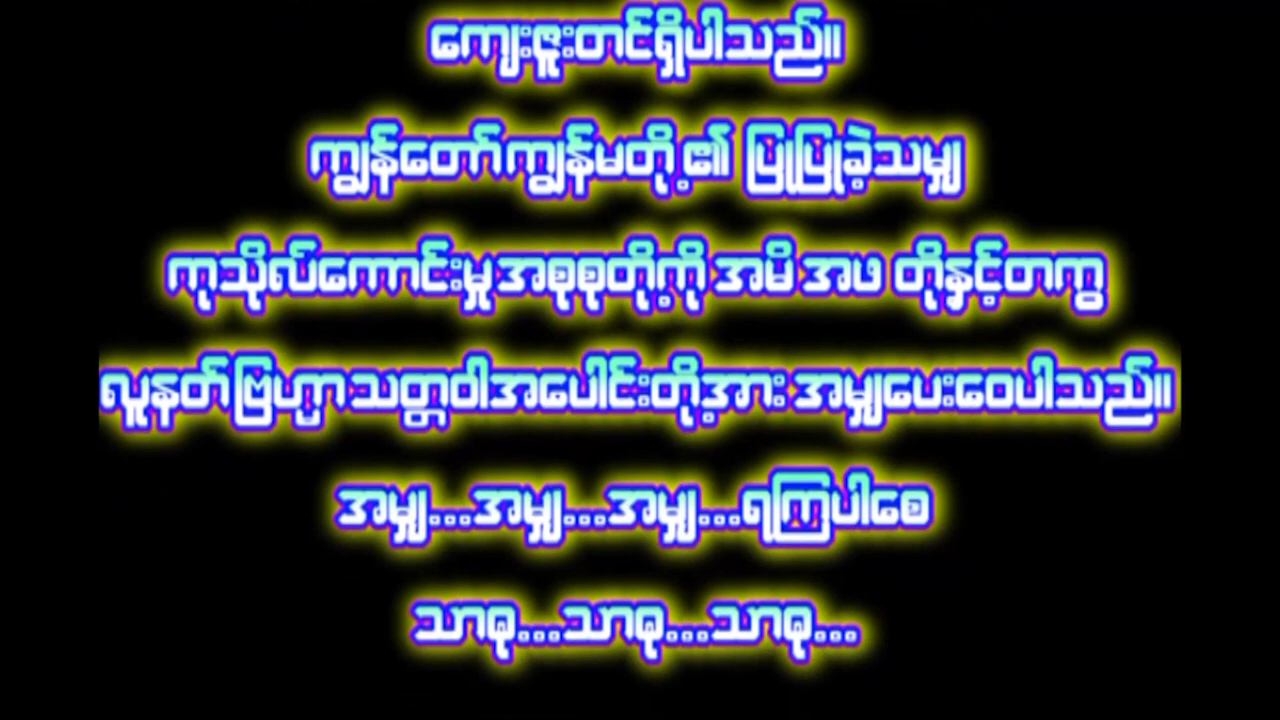 ကျေးဇူးတင်ရှိပါသည်။
ကျွန်တော်ကျွန်မတို့၏ ပြုပြုခဲ့သမျှ
ကုသိုလ်ကောင်းမှုအစုစုတို့ကို အမိ အဖ တို့နှင့်တကွ
လူနတ်ဗြဟ္မာသတ္တဝါအပေါင်းတို့အား အမျှပေးဝေပါသည်။
အမျှ...အမျှ...အမျှ...ရကြပါစေ
သာဓု...သာဓု...သာဓု...